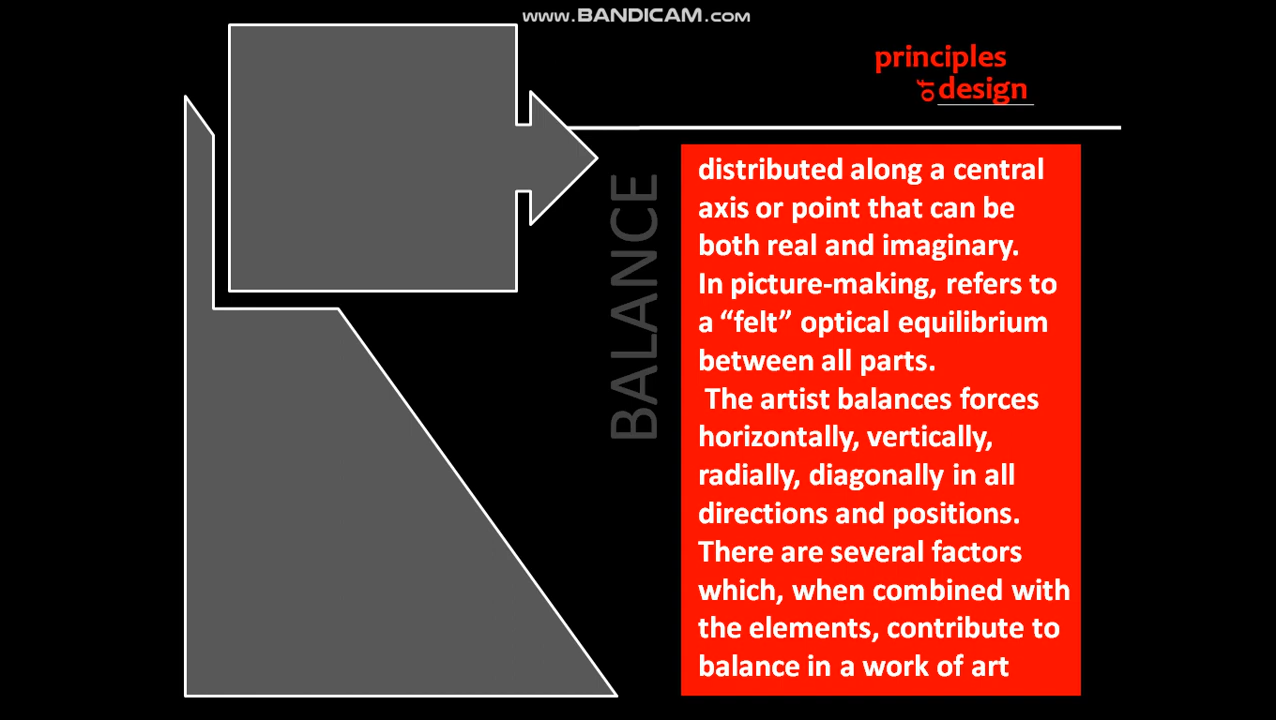 www.BANDICAM.com
principles
of
design
BALANCE
distributed along a central
axis or point that can be
both real and imaginary.
In picture-making, refers to
a “felt” optical equilibrium
between all parts.
The artist balances forces
horizontally, vertically,
radially, diagonally in all
directions and positions.
There are several factors
which, when combined with
the elements, contribute to
balance in a work of art